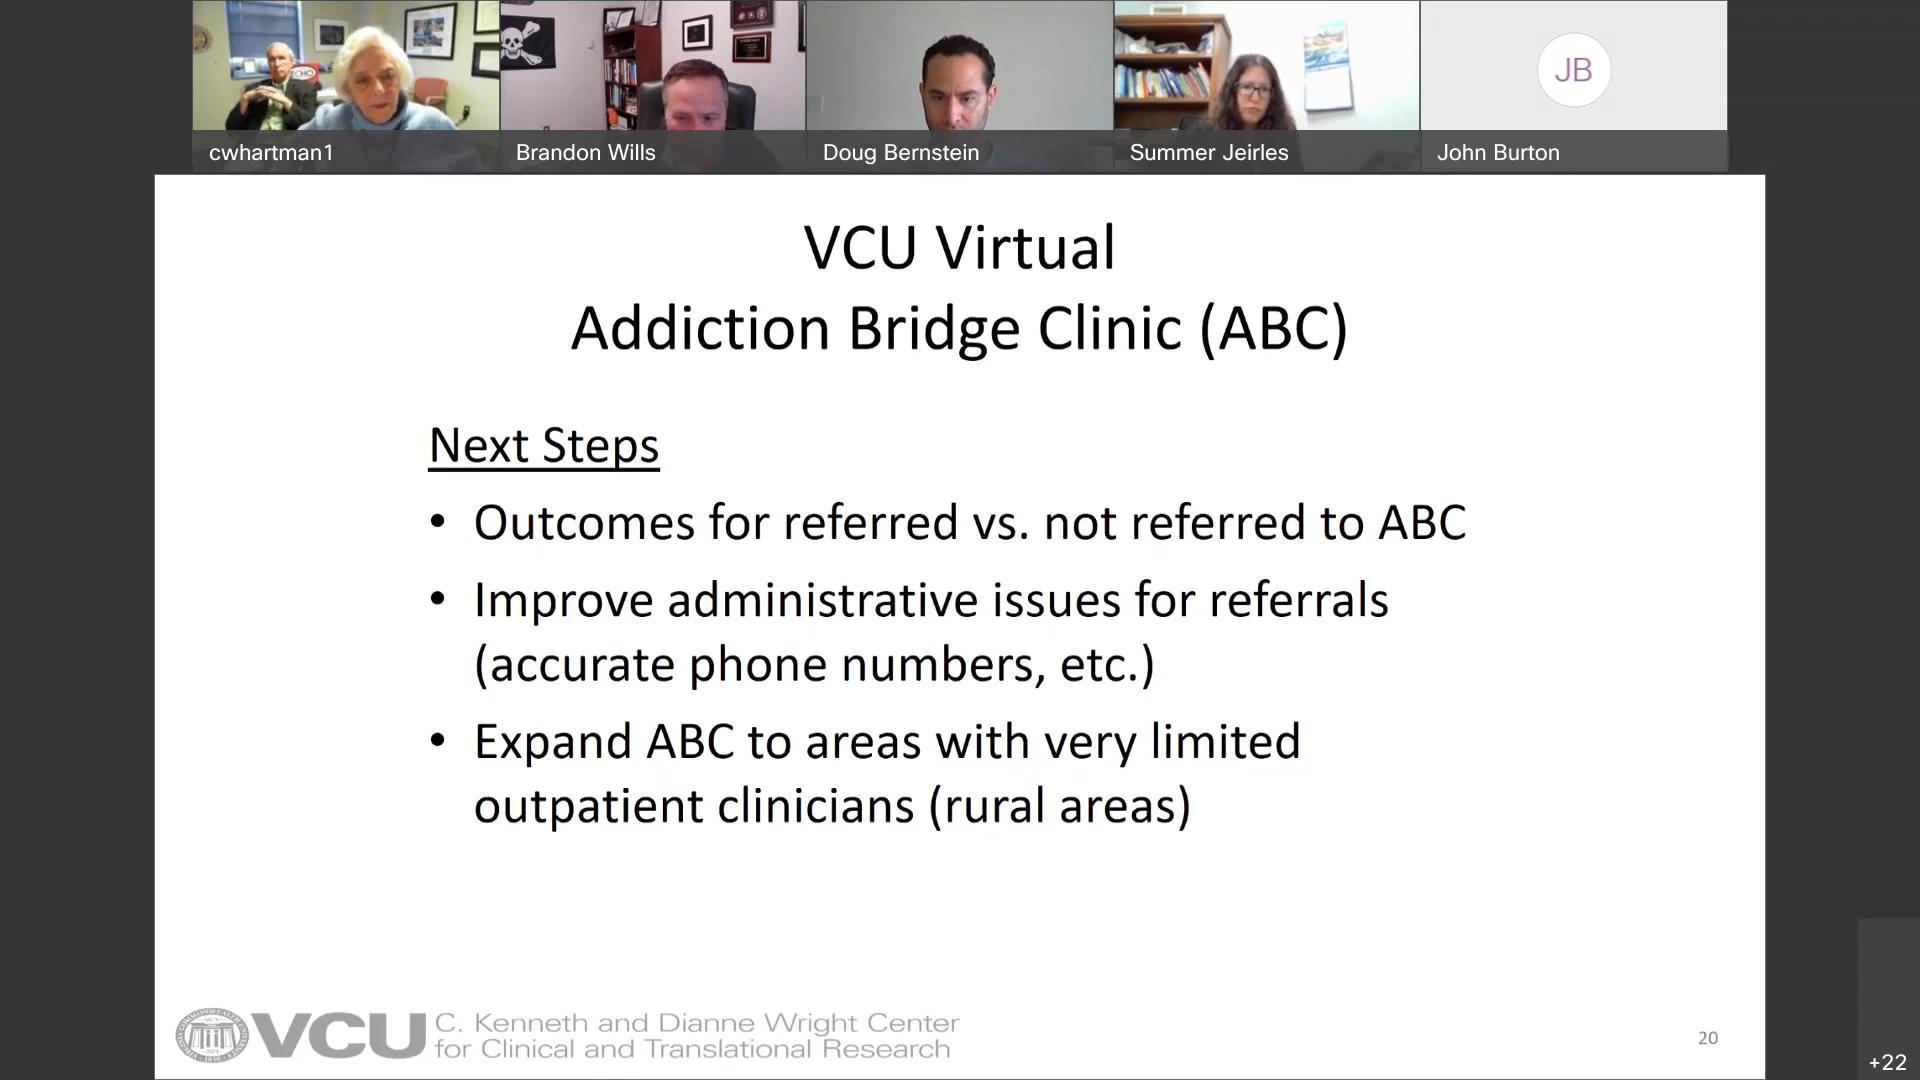 ECHO
cwhartman1
Brandon Wills
Doug Bernstein
Summer Jeirles
JB
John Burton
VCU Virtual
Addiction Bridge Clinic (ABC)
Next Steps
• Outcomes for referred vs. not referred to ABC
• Improve administrative issues for referrals
(accurate phone numbers, etc.)
• Expand ABC to areas with very limited
outpatient clinicians (rural areas)
VCU
C. Kenneth and Dianne Wright Center
for Clinical and Translational Research
20
+22